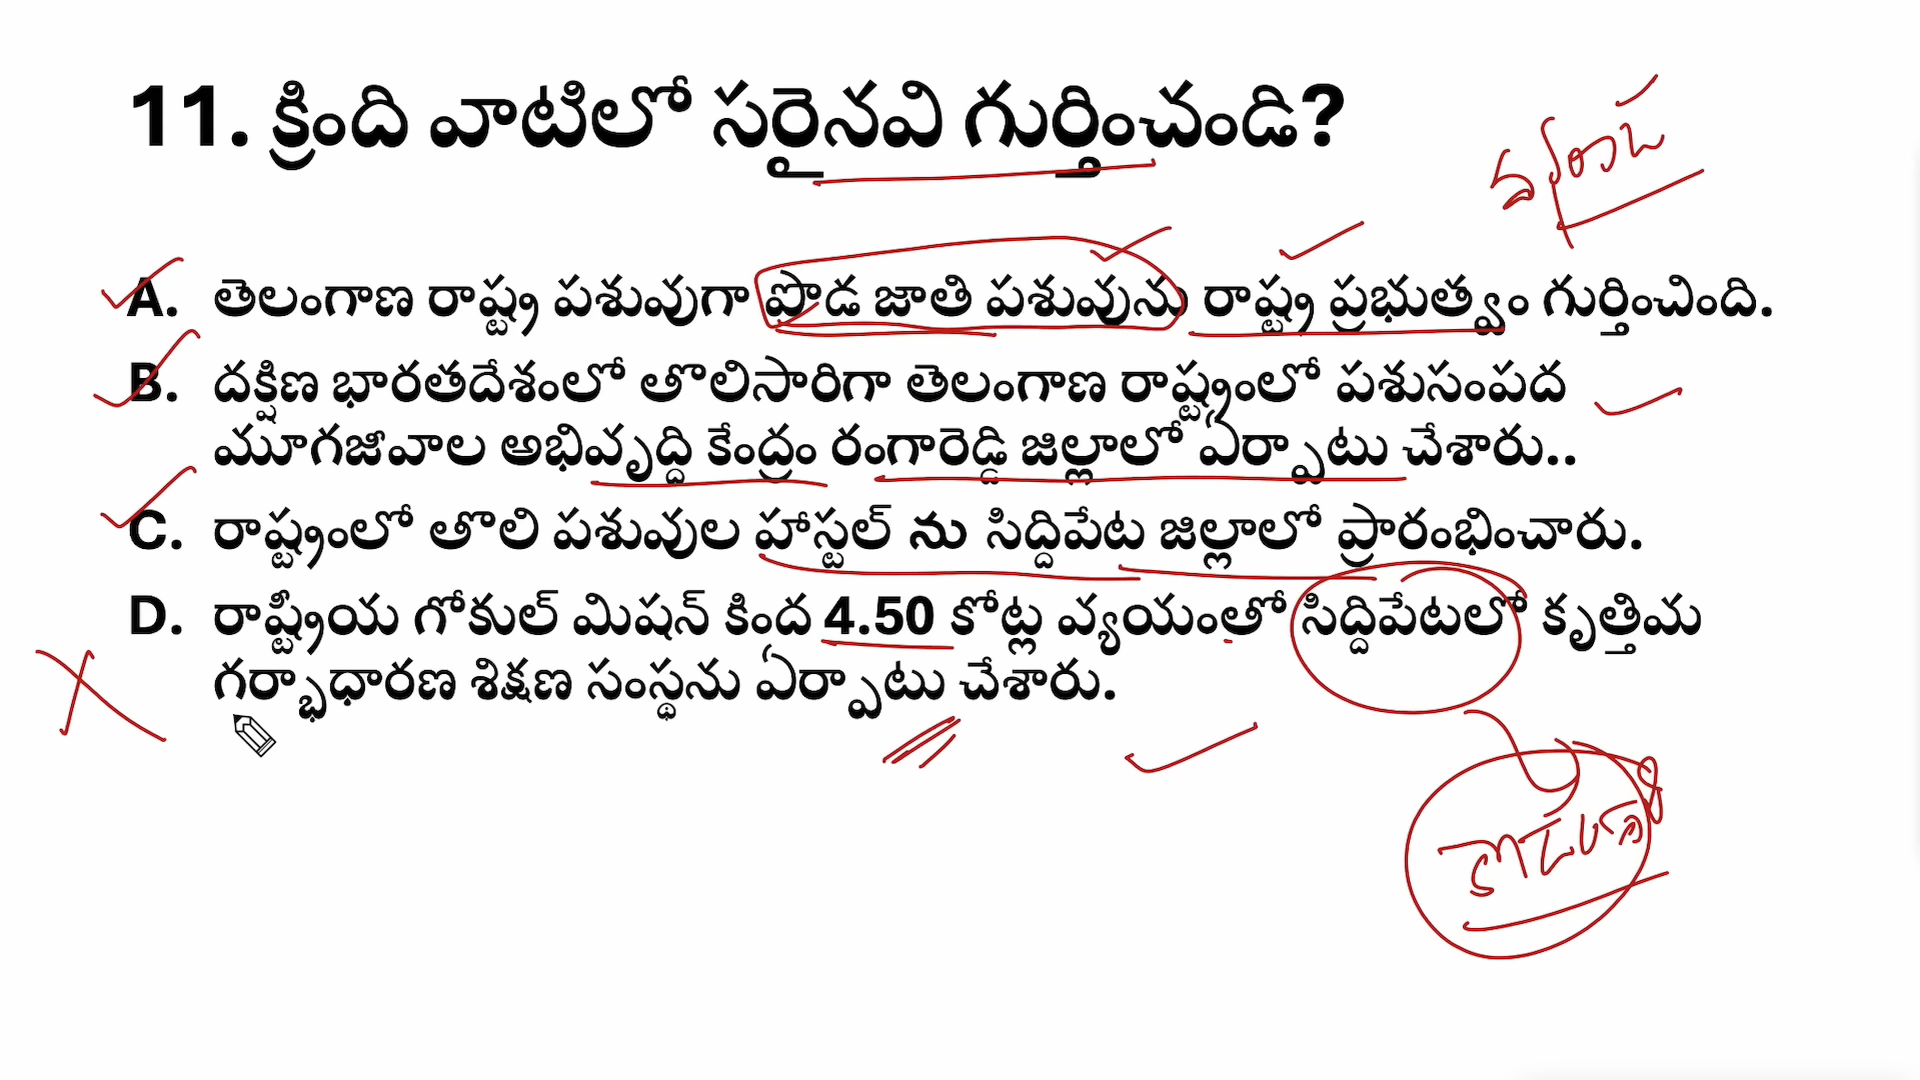 11. క్రింది వాటిలో సరైనవి గుర్తించండి?
A. తెలంగాణ రాష్ట్ర పశువుగా పొడ జాతి పశువును రాష్ట్ర ప్రభుత్వం గుర్తించింది.
B. దక్షిణ భారతదేశంలో తొలిసారిగా తెలంగాణ రాష్ట్రంలో పశుసంపద
మూగజీవాల అభివృద్ధి కేంద్రం రంగారెడ్డి జిల్లాలో ఏర్పాటు చేశారు..
C. రాష్ట్రంలో తొలి పశువుల హాస్టల్ ను సిద్దిపేట జిల్లాలో ప్రారంభించారు.
D. రాష్ట్రీయ గోకుల్ మిషన్ కింద 4.50 కోట్ల వ్యయంతో సిద్దిపేటలో కృత్తిమ
గర్భాధారణ శిక్షణ సంస్థను ఏర్పాటు చేశారు.